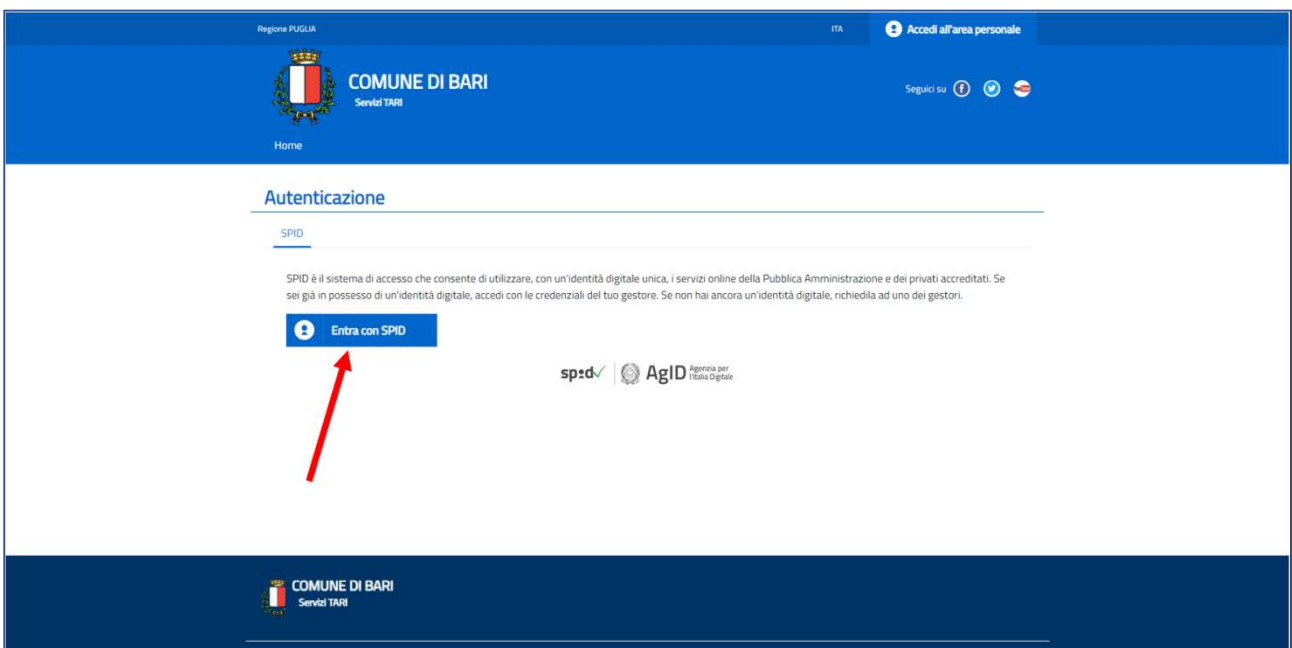 Regione PUGLIA
ITA
Accedi all'area personale
COMUNE DI BARI
Servizi TARI
Seguici su
Home
Autenticazione
SPID
SPID è il sistema di accesso che consente di utilizzare, con un'identità digitale unica, i servizi online della Pubblica Amministrazione e dei privati accreditati. Se
sei già in possesso di un'identità digitale, accedi con le credenziali del tuo gestore. Se non hai ancora un'identità digitale, richiedila ad uno dei gestori.
Entra con SPID
spid
AgID
Agenzia per
l'Italia Digitale
COMUNE DI BARI
Servizi TARI